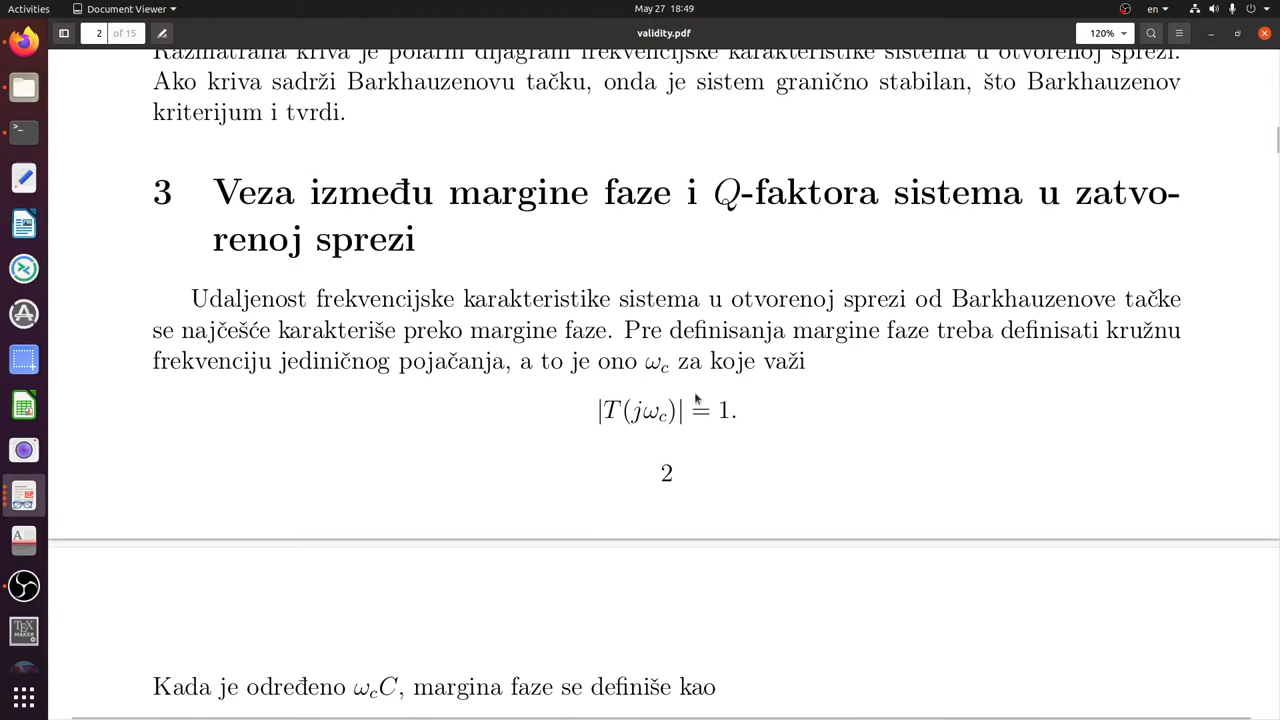 Activities
Document Viewer
May 27 18:49
en
2 of 15
validity.pdf
120%
Razmatrana kriva je polarni dijagram frekvencijske karakteristike sistema u otvorenoj sprezi.
Ako kriva sadrži Barkhauzenovu tačku, onda je sistem granično stabilan, što Barkhauzenov
kriterijum i tvrdi.
3 Veza između margine faze i Q-faktora sistema u zatvo-
renoj sprezi
Udaljenost frekvencijske karakteristike sistema u otvorenoj sprezi od Barkhauzenove tačke
se najčešće karakteriše preko margine faze. Pre definisanja margine faze treba definisati kružnu
frekvenciju jediničnog pojačanja, a to je ono ω_c za koje važi
|T(jω_c)| = 1.
2
Kada je određeno ω_cC, margina faze se definiše kao